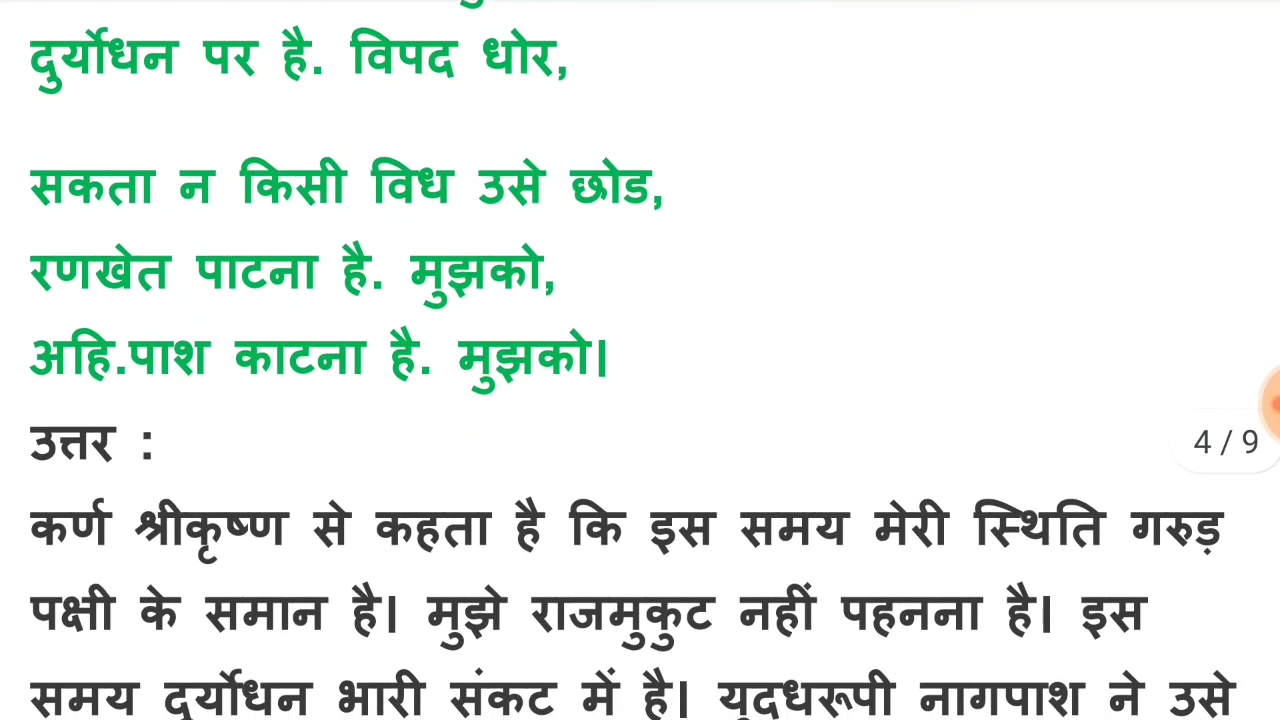 दुर्योधन पर है. विपद धोर,
सकता न किसी विध उसे छोड,
रणखेत पाटना है. मुझको,
अहि.पाश काटना है. मुझको।
उत्तर :
4 / 9
कर्ण श्रीकृष्ण से कहता है कि इस समय मेरी स्थिति गरुड़
पक्षी के समान है। मुझे राजमुकुट नहीं पहनना है। इस
समय दुर्योधन भारी संकट में है। युद्धरूपी नागपाश ने उसे